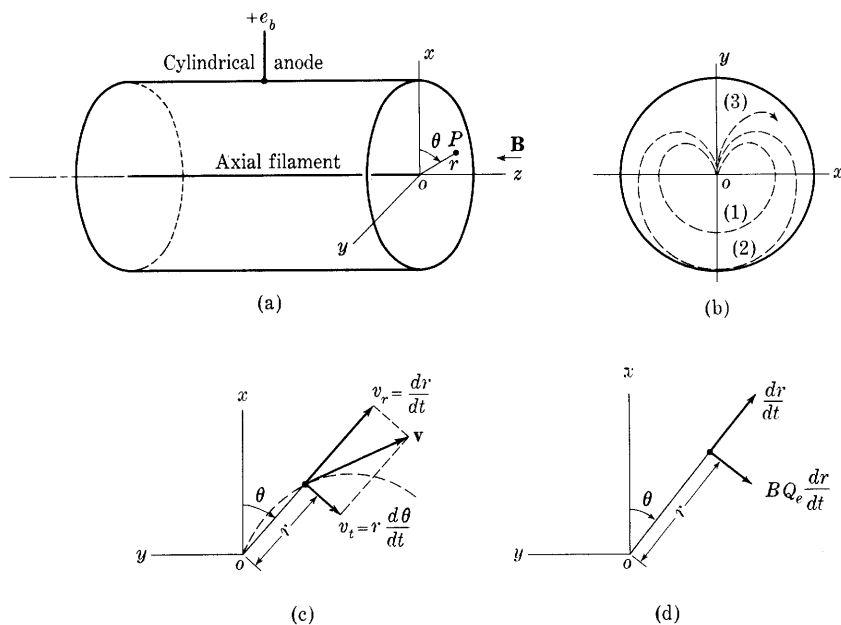 +e_b
Cylindrical anode
x
θ P
r
B
Axial filament
o
z
y
(a)
y
(3)
o
x
(1)
(2)
(b)
x
v_r = dr/dt
v
θ
r
v_t = r dθ/dt
y
o
(c)
x
dr/dt
θ
r
BQ_e dr/dt
y
o
(d)